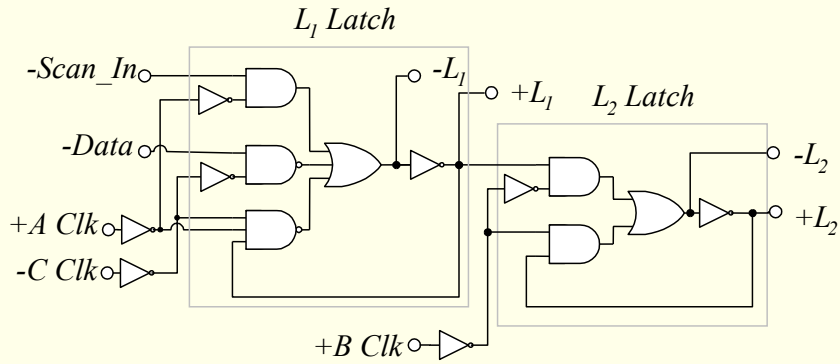 L1 Latch
-Scan_In
-L1
+L1
L2 Latch
-Data
-L2
+A Clk
+L2
-C Clk
+B Clk